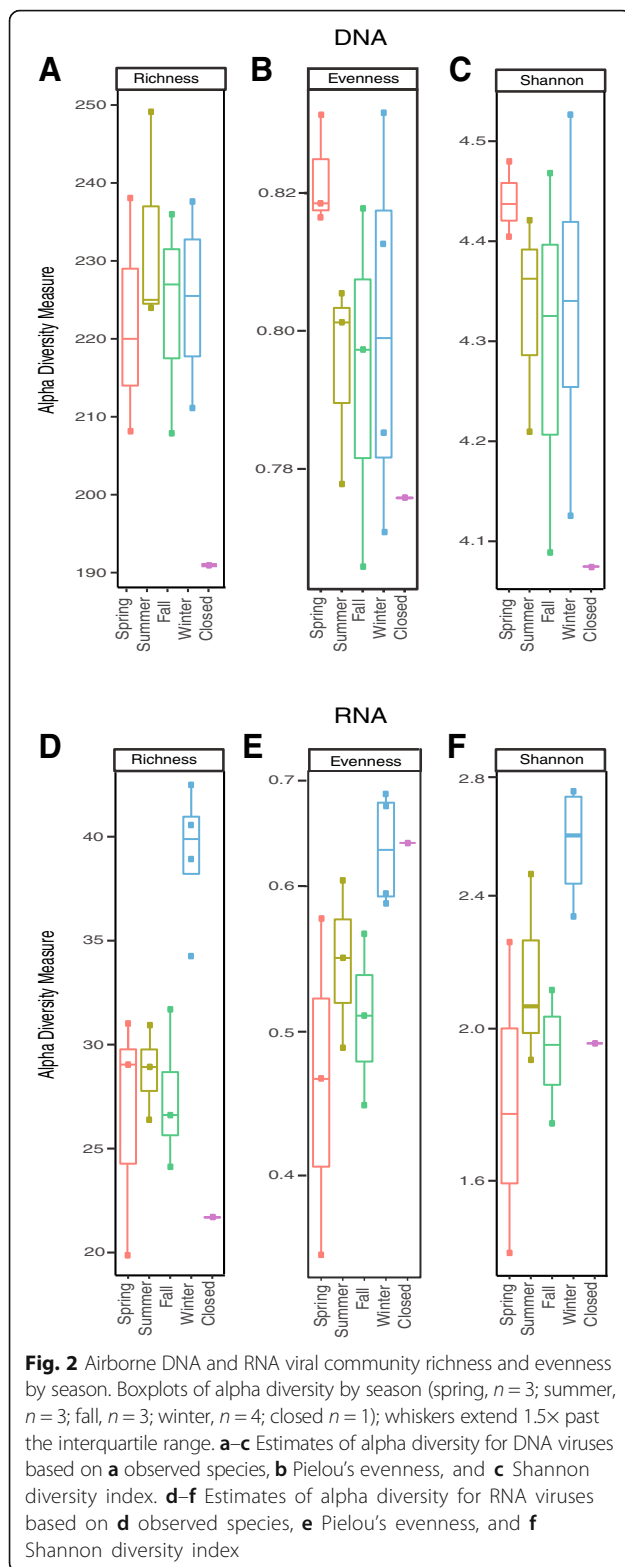 DNA
A
B
C
Richness
Evenness
Shannon
Alpha Diversity Measure
250
240
230
220
210
200
190
0.82
0.80
0.78
4.5
4.4
4.3
4.2
4.1
Spring
Summer
Fall
Winter
Closed
Spring
Summer
Fall
Winter
Closed
Spring
Summer
Fall
Winter
Closed
RNA
D
E
F
Richness
Evenness
Shannon
Alpha Diversity Measure
40
35
30
25
20
0.7
0.6
0.5
0.4
2.8
2.4
2.0
1.6
Spring
Summer
Fall
Winter
Closed
Spring
Summer
Fall
Winter
Closed
Spring
Summer
Fall
Winter
Closed
Fig. 2 Airborne DNA and RNA viral community richness and evenness
by season. Boxplots of alpha diversity by season (spring, n = 3; summer,
n = 3; fall, n = 3; winter, n = 4; closed n = 1); whiskers extend 1.5× past
the interquartile range. a–c Estimates of alpha diversity for DNA viruses
based on a observed species, b Pielou's evenness, and c Shannon
diversity index. d–f Estimates of alpha diversity for RNA viruses
based on d observed species, e Pielou's evenness, and f
Shannon diversity index